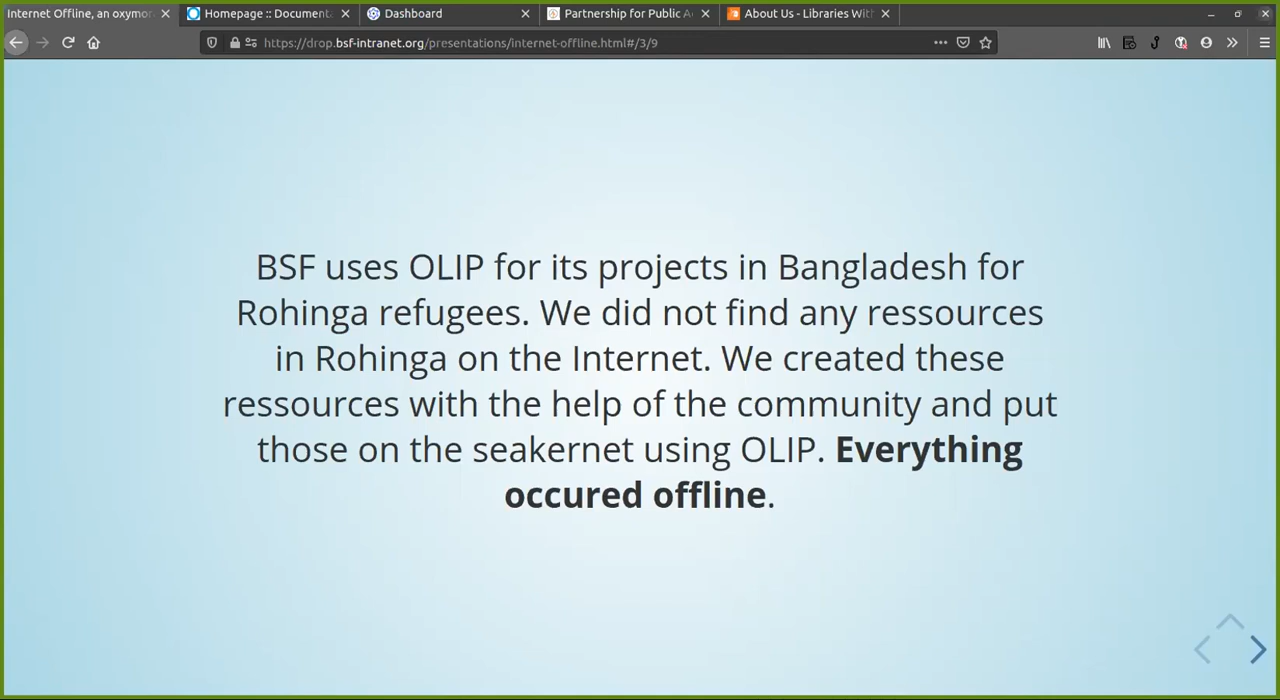 Internet Offline, an oxymor
Homepage :: Documenta
Dashboard
Partnership for Public A
About Us - Libraries With
https://drop.bsf-intranet.org/presentations/internet-offline.html#/3/9
BSF uses OLIP for its projects in Bangladesh for
Rohinga refugees. We did not find any ressources
in Rohinga on the Internet. We created these
ressources with the help of the community and put
those on the seakernet using OLIP. Everything
occured offline.